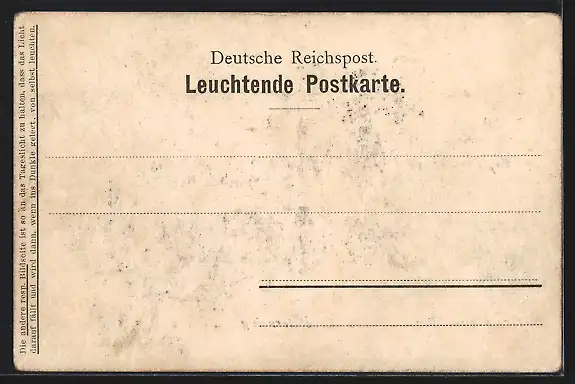 Deutsche Reichspost.
Leuchtende Postkarte.
Die andere resp. Bildseite ist so an das Tageslicht zu halten, dass das Licht
darauf fällt und wird dann, wenn ins Dunkle gelegt, von selbst leuchten.